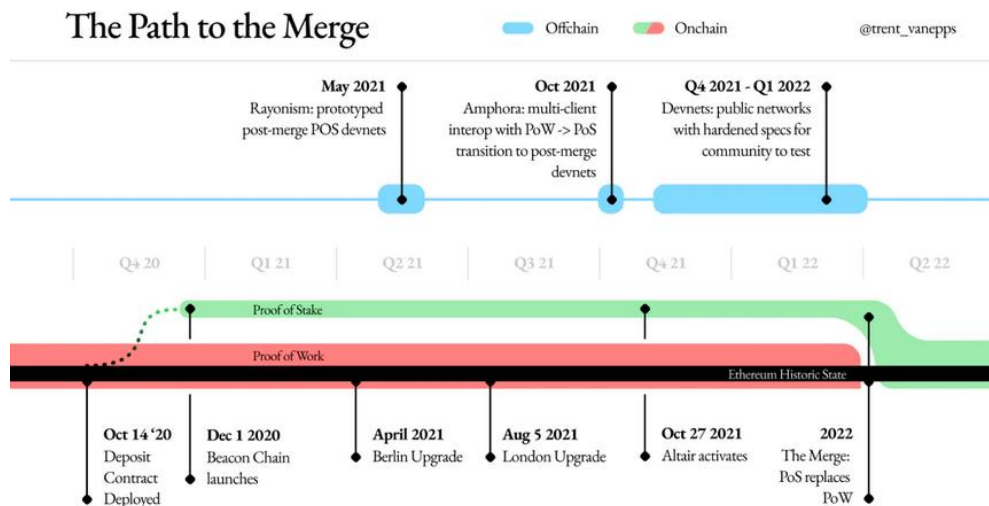 The Path to the Merge
Offchain
Onchain
@trent_vanepps
May 2021
Rayonism: prototyped
post-merge POS devnets
Oct 2021
Amphora: multi-client
interop with PoW -> PoS
transition to post-merge
devnets
Q4 2021 - Q1 2022
Devnets: public networks
with hardened specs for
community to test
Q4 20
Q1 21
Q2 21
Q3 21
Q4 21
Q1 22
Q2 22
Proof of Stake
Proof of Work
Ethereum Historic State
Oct 14 ‘20
Deposit
Contract
Deployed
Dec 1 2020
Beacon Chain
launches
April 2021
Berlin Upgrade
Aug 5 2021
London Upgrade
Oct 27 2021
Altair activates
2022
The Merge:
PoS replaces
PoW